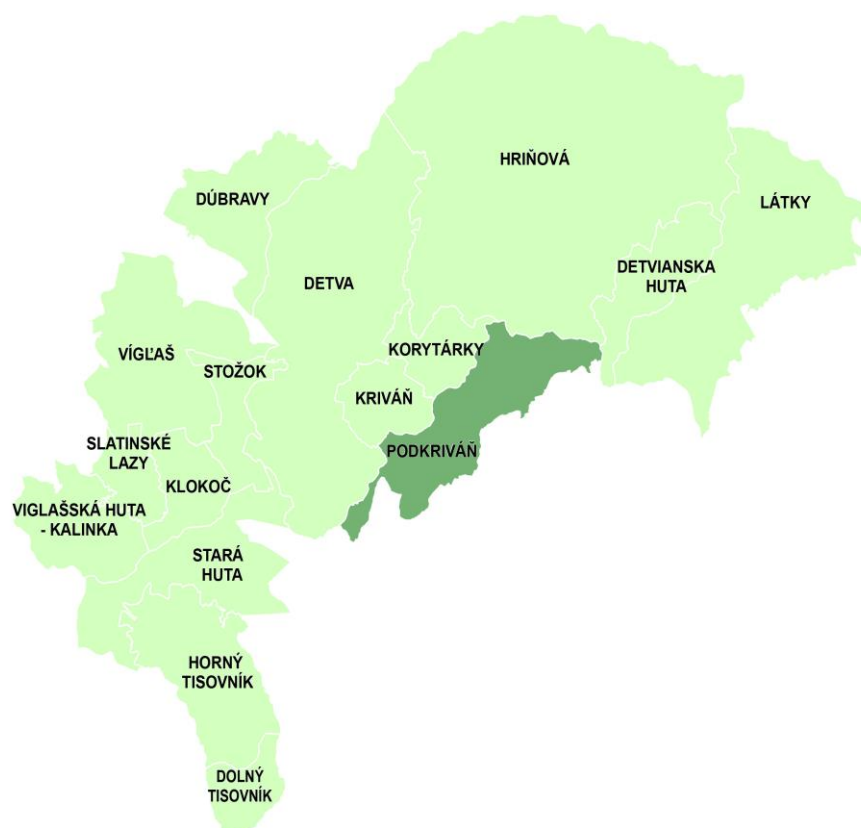 HRIŇOVÁ
DÚBRAVY
LÁTKY
DETVIANSKA
HUTA
DETVA
KORYTÁRKY
VÍGĽAŠ
STOŽOK
KRIVÁŇ
SLATINSKÉ
LAZY
PODKRIVÁŇ
KLOKOČ
VIGLAŠSKÁ HUTA
- KALINKA
STARÁ
HUTA
HORNÝ
TISOVNÍK
DOLNÝ
TISOVNÍK